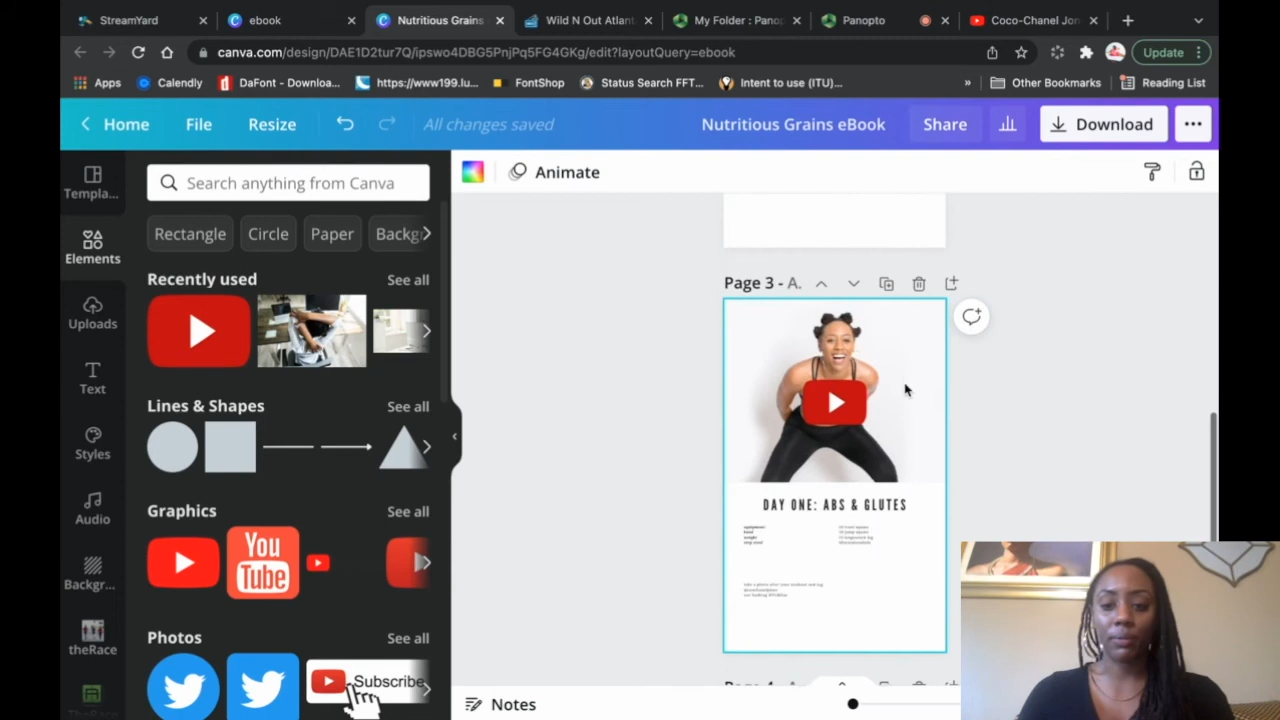 StreamYard
ebook
Nutritious Grains
Wild N Out Atlan
My Folder : Panop
Panopto
Coco-Chanel Jon
canva.com/design/DAE1D2tur7Q/ipswo4DBG5PnjPq5FG4GKg/edit?layoutQuery=ebook
Update
Apps
Calendly
DaFont - Downloa...
https://www199.lu...
FontShop
Status Search FFT...
Intent to use (ITU)...
»
Other Bookmarks
Reading List
Home
File
Resize
All changes saved
Nutritious Grains eBook
Share
Download
Templa...
Elements
Uploads
Text
Styles
Audio
Backgr...
theRace
Search anything from Canva
Rectangle
Circle
Paper
Backg
Recently used
See all
Lines & Shapes
See all
Graphics
See all
You
Tube
Photos
See all
Subscribe
Animate
Page 3 - A.
DAY ONE: ABS & GLUTES
Notes